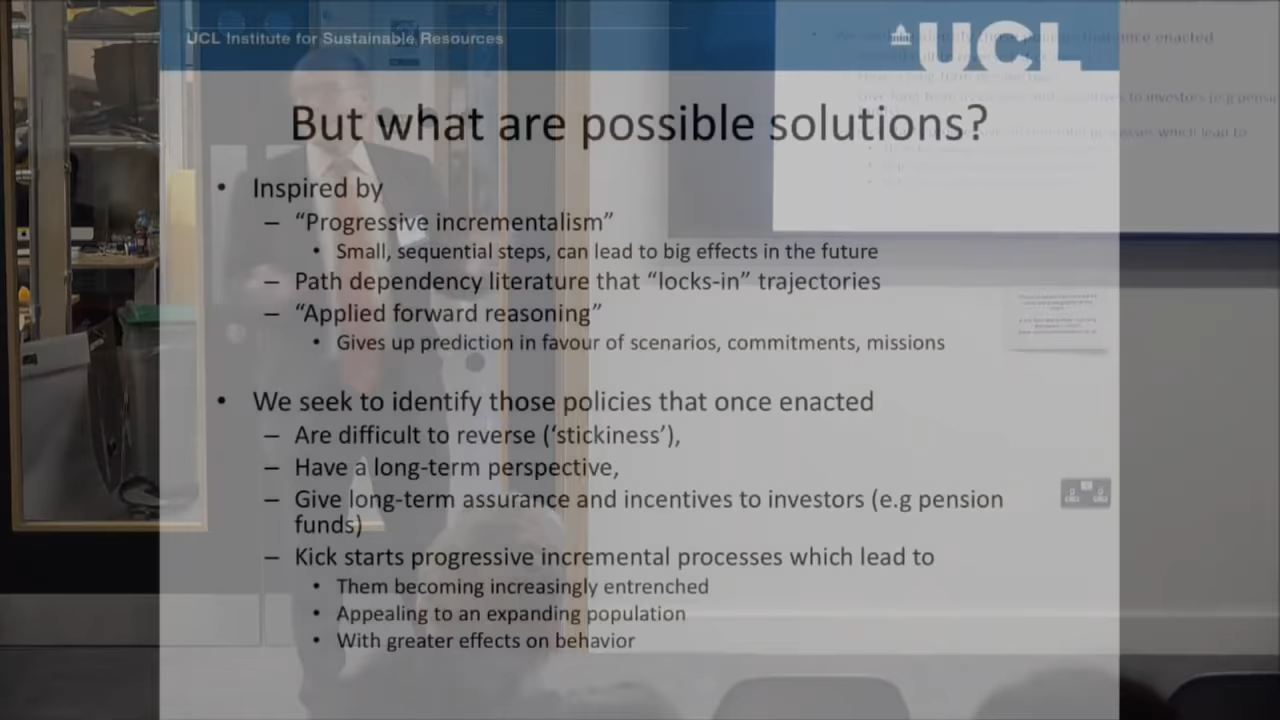 UCL Institute for Sustainable Resources
UCL
But what are possible solutions?
• Inspired by
– “Progressive incrementalism”
• Small, sequential steps, can lead to big effects in the future
– Path dependency literature that “locks-in” trajectories
– “Applied forward reasoning”
• Gives up prediction in favour of scenarios, commitments, missions
• We seek to identify those policies that once enacted
– Are difficult to reverse (‘stickiness’),
– Have a long-term perspective,
– Give long-term assurance and incentives to investors (e.g pension
funds)
– Kick starts progressive incremental processes which lead to
• Them becoming increasingly entrenched
• Appealing to an expanding population
• With greater effects on behavior